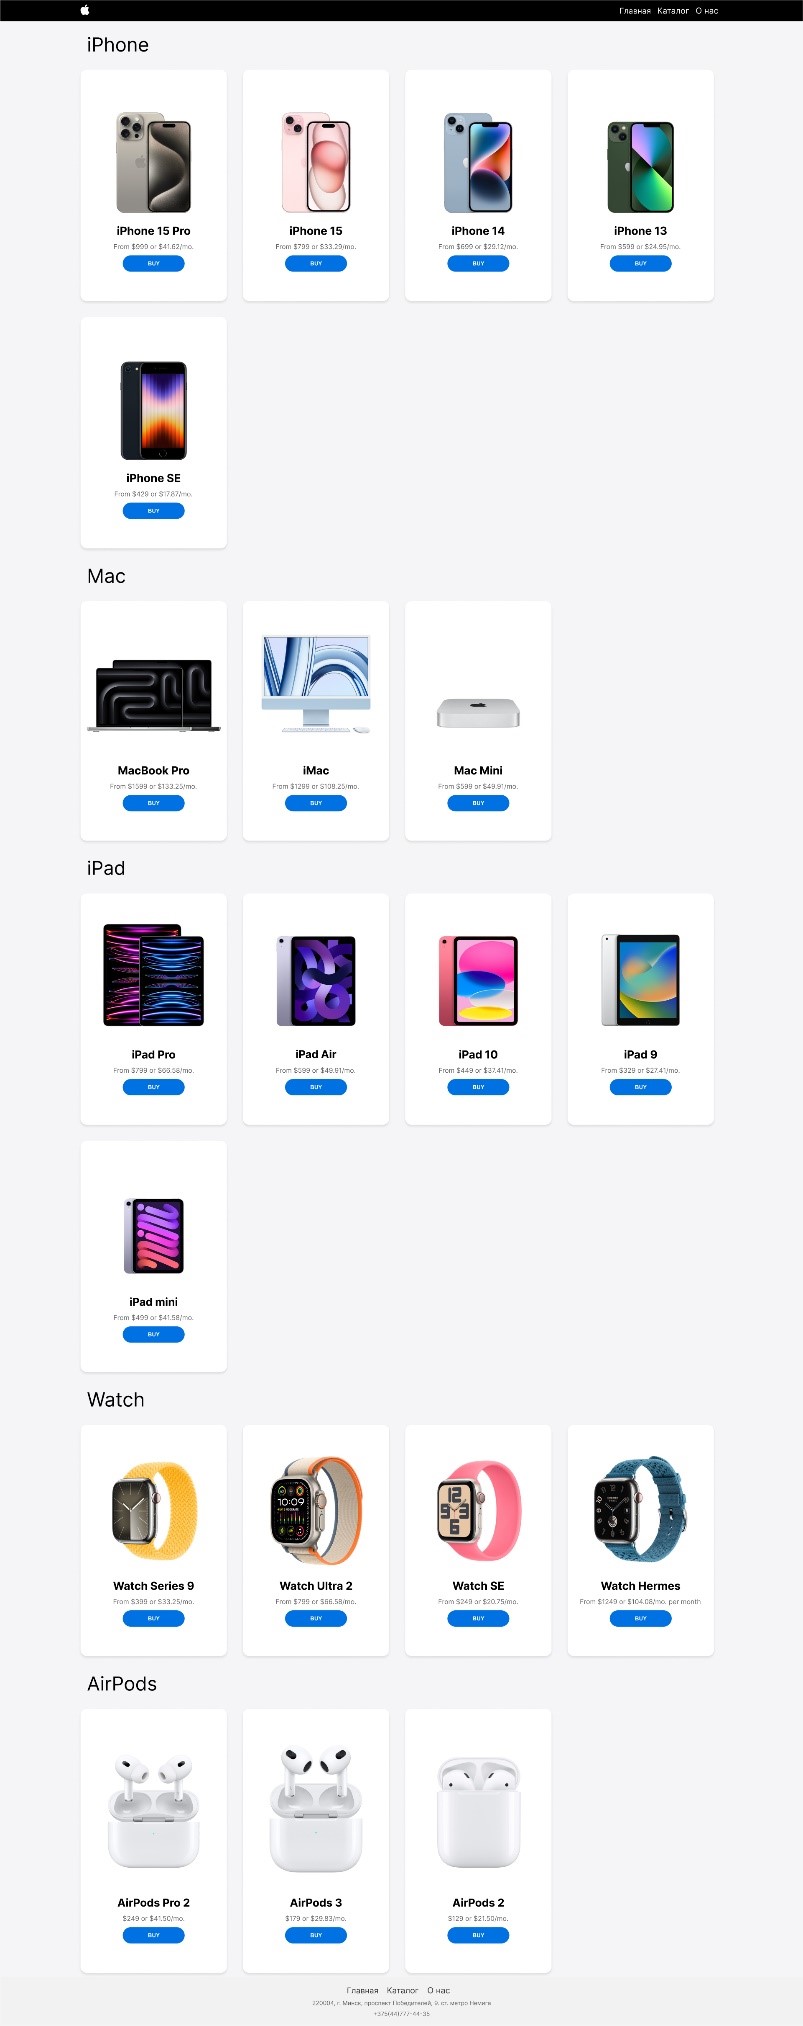 Главная Каталог О нас
iPhone
iPhone 15 Pro
From $999 or $41.62/mo.
BUY
iPhone 15
From $799 or $33.29/mo.
BUY
iPhone 14
From $699 or $29.12/mo.
BUY
iPhone 13
From $599 or $24.95/mo.
BUY
iPhone SE
From $429 or $17.87/mo.
BUY
Mac
MacBook Pro
From $1599 or $133.25/mo.
BUY
iMac
From $1299 or $108.25/mo.
BUY
Mac Mini
From $599 or $49.91/mo.
BUY
iPad
iPad Pro
From $799 or $66.58/mo.
BUY
iPad Air
From $599 or $49.91/mo.
BUY
iPad 10
From $449 or $37.41/mo.
BUY
iPad 9
From $329 or $27.41/mo.
BUY
iPad mini
From $499 or $41.58/mo.
BUY
Watch
Watch Series 9
From $399 or $33.25/mo.
BUY
10:09
Watch Ultra 2
From $799 or $66.58/mo.
BUY
Watch SE
From $249 or $20.75/mo.
BUY
Watch Hermes
From $1249 or $104.08/mo. per month
BUY
AirPods
AirPods Pro 2
$249 or $41.50/mo.
BUY
AirPods 3
$179 or $29.83/mo.
BUY
AirPods 2
$129 or $21.50/mo.
BUY
Главная Каталог О нас
220004, г. Минск, проспект Победителей, 9, ст. метро Немига
+375(44)777-44-36